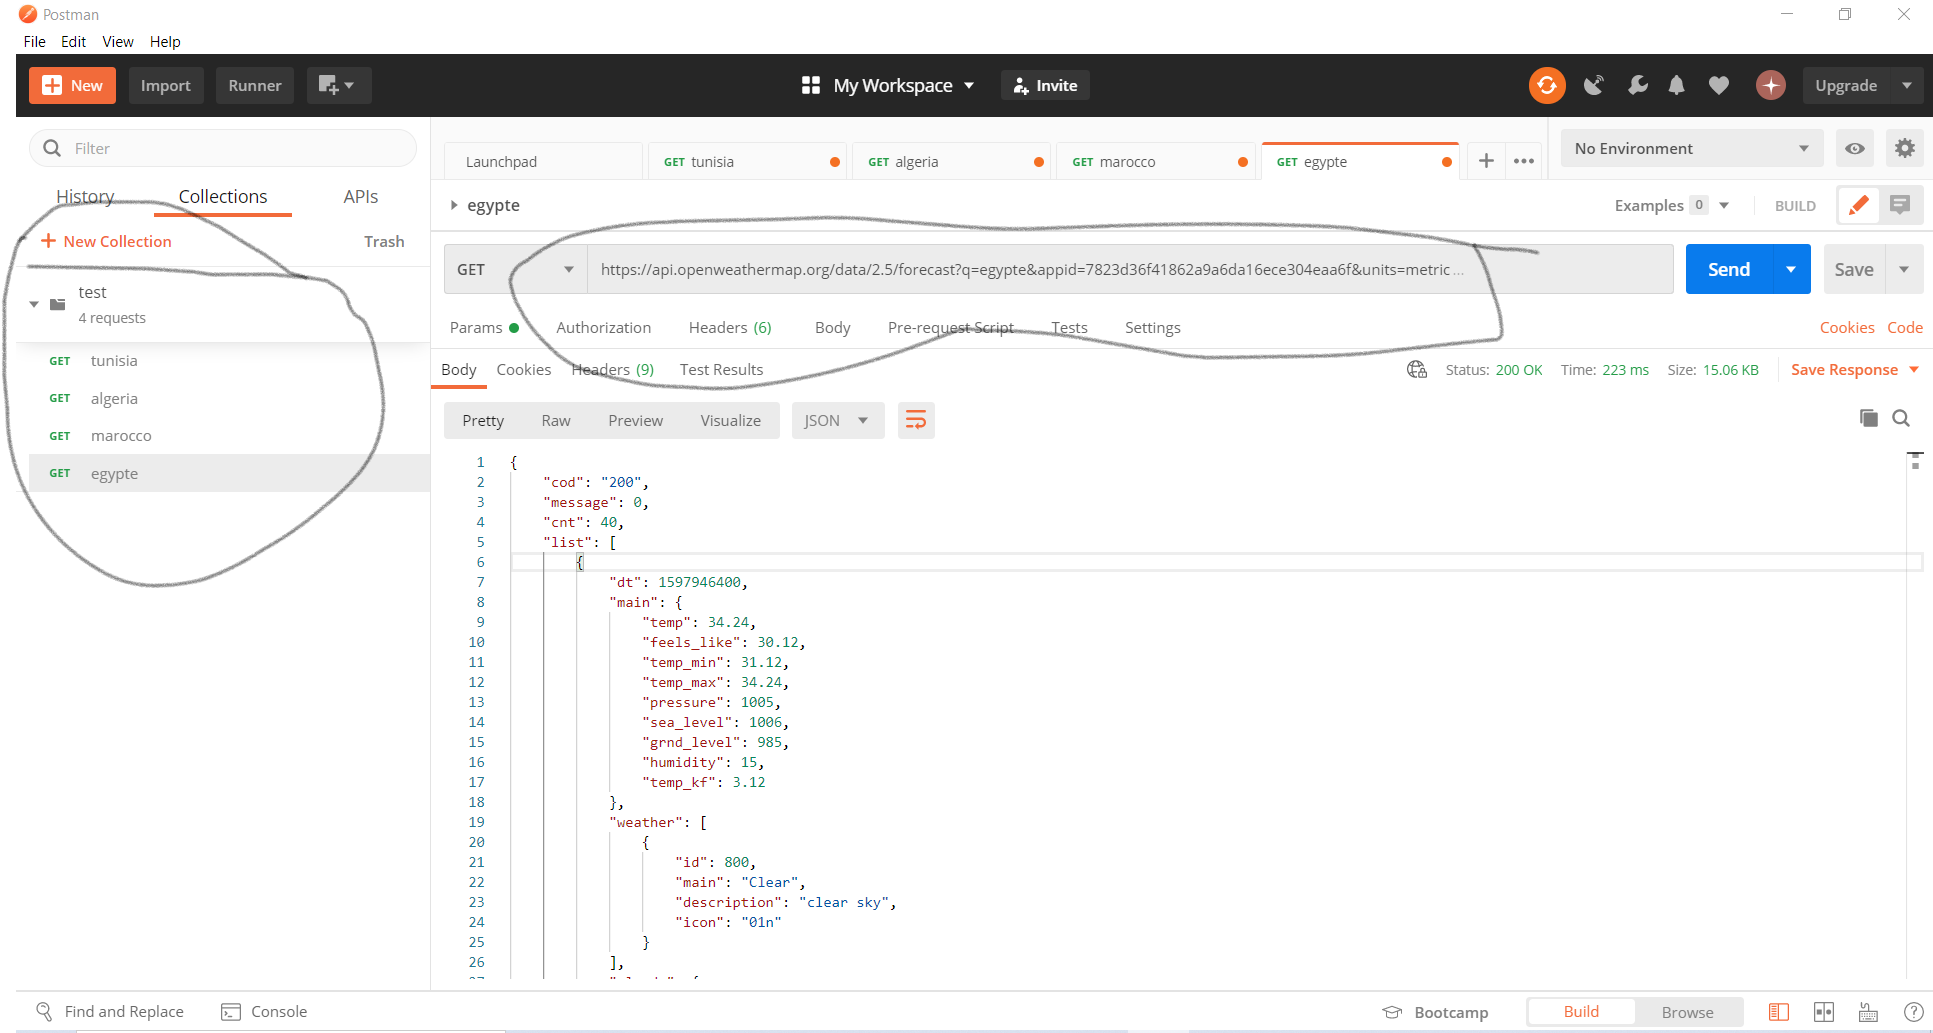 Postman
File Edit View Help
New Import Runner My Workspace Invite Upgrade
Filter
History Collections APIs
New Collection Trash
test
4 requests
GET tunisia
GET algeria
GET marocco
GET egypte
Launchpad GET tunisia GET algeria GET marocco GET egypte No Environment
egypte Examples 0 BUILD
GET https://api.openweathermap.org/data/2.5/forecast?q=egypte&appid=7823d36f41862a9a6da16ece304eaa6f&units=metric ... Send Save
Params Authorization Headers (6) Body Pre-request Script Tests Settings Cookies Code
Body Cookies Headers (9) Test Results Status: 200 OK Time: 223 ms Size: 15.06 KB Save Response
Pretty Raw Preview Visualize JSON
1 {
2 "cod": "200",
3 "message": 0,
4 "cnt": 40,
5 "list": [
6 {
7 "dt": 1597946400,
8 "main": {
9 "temp": 34.24,
10 "feels_like": 30.12,
11 "temp_min": 31.12,
12 "temp_max": 34.24,
13 "pressure": 1005,
14 "sea_level": 1006,
15 "grnd_level": 985,
16 "humidity": 15,
17 "temp_kf": 3.12
18 },
19 "weather": [
20 {
21 "id": 800,
22 "main": "Clear",
23 "description": "clear sky",
24 "icon": "01n"
25 }
26 ],
Find and Replace Console Bootcamp Build Browse